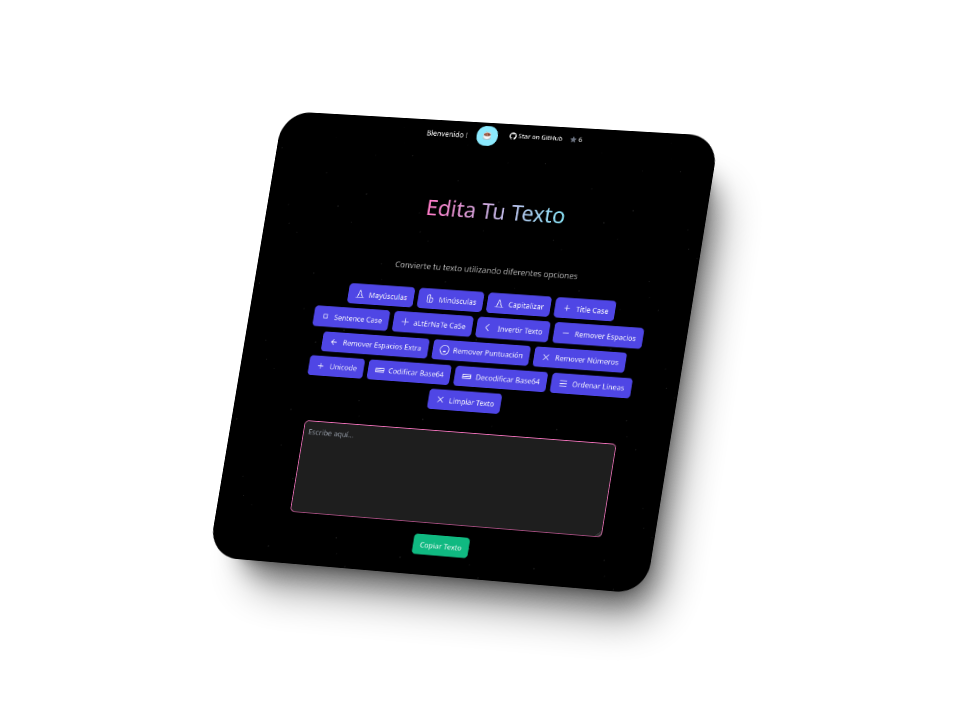 Bienvenido !
Star on GitHub ★ 6
Edita Tu Texto
Convierte tu texto utilizando diferentes opciones
Mayúsculas Minúsculas Capitalizar Title Case
Sentence Case aLtErNaTe CaSe Invertir Texto Remover Espacios
Remover Espacios Extra Remover Puntuación Remover Números
Unicode Codificar Base64 Decodificar Base64 Ordenar Líneas
Limpiar Texto
Escribe aquí...
Copiar Texto